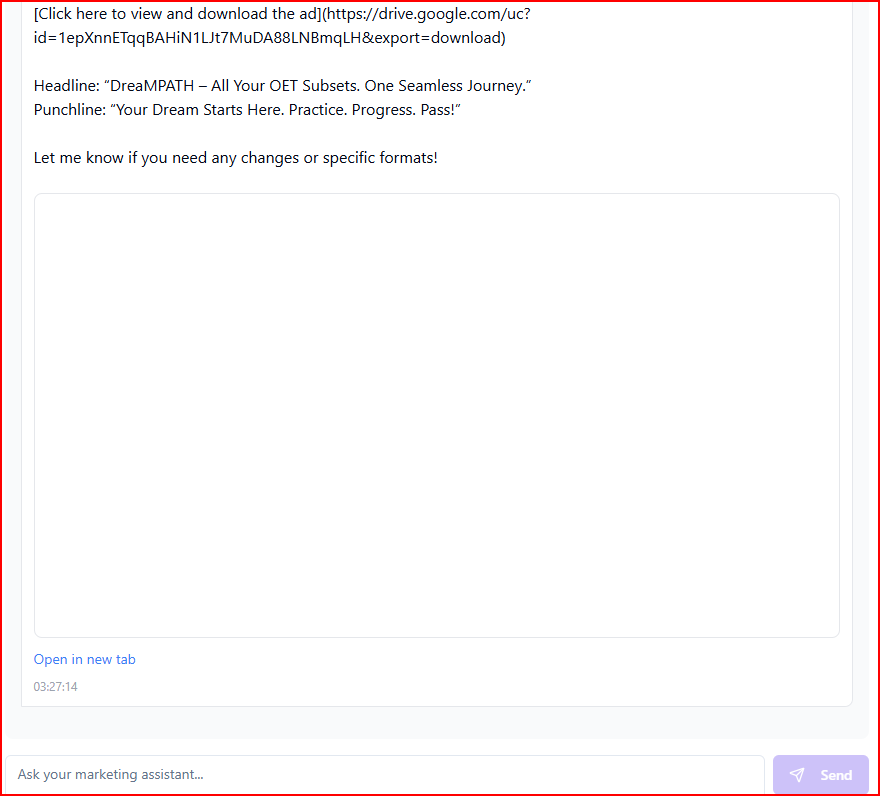 [Click here to view and download the ad](https://drive.google.com/uc?
id=1epXnnETqqBAHiN1LJt7MuDA88LNBmqLH&export=download)
Headline: “DreaMPATH – All Your OET Subsets. One Seamless Journey.”
Punchline: “Your Dream Starts Here. Practice. Progress. Pass!”
Let me know if you need any changes or specific formats!
Open in new tab
03:27:14
Ask your marketing assistant...
Send